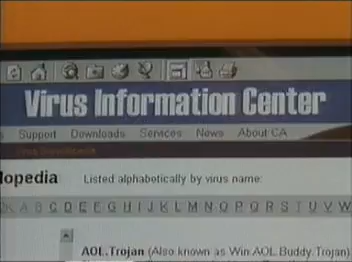 Virus Information Center
s Support Downloads Services News About CA
lopedia Listed alphabetically by virus name:
A B C D E F G H I J K L M N O P Q R S T U V W
AOL.Trojan (Also known as Win.AOL.Buddy.Trojan)